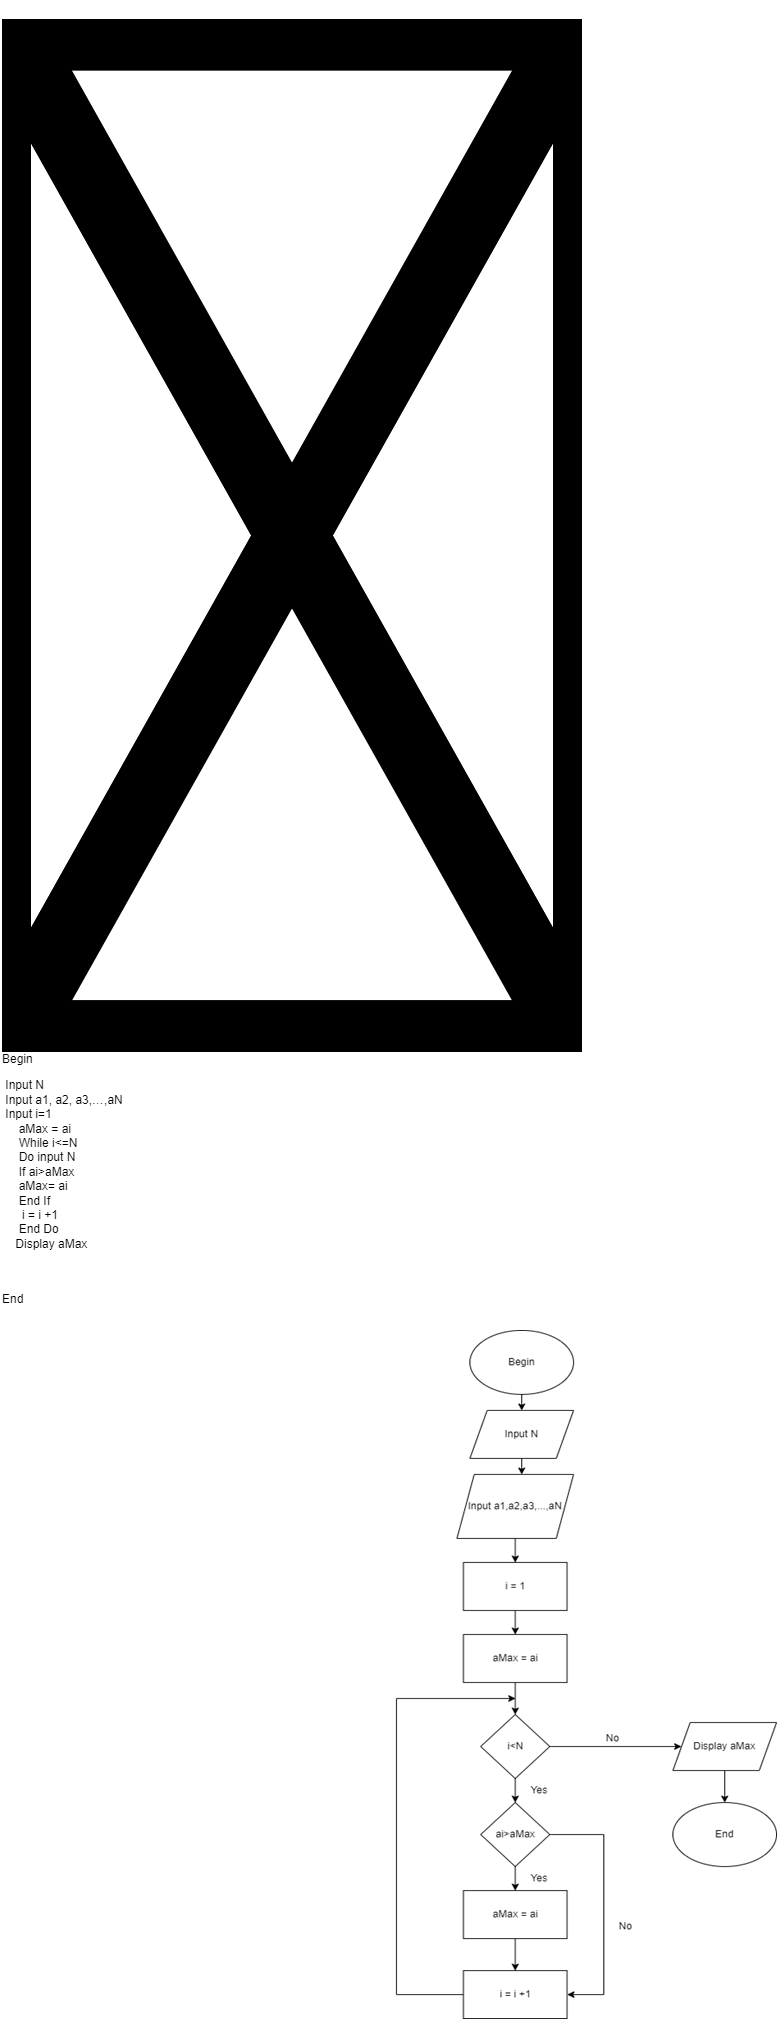 Begin
Input N
Input a1, a2, a3,...,aN
Input i=1
aMax = ai
While i<=N
Do input N
If ai>aMax
aMax= ai
End If
i = i +1
End Do
Display aMax
End
Begin
Input N
Input a1,a2,a3,...,aN
i = 1
aMax = ai
i<N
No
Display aMax
Yes
ai>aMax
End
Yes
aMax = ai
No
i = i +1